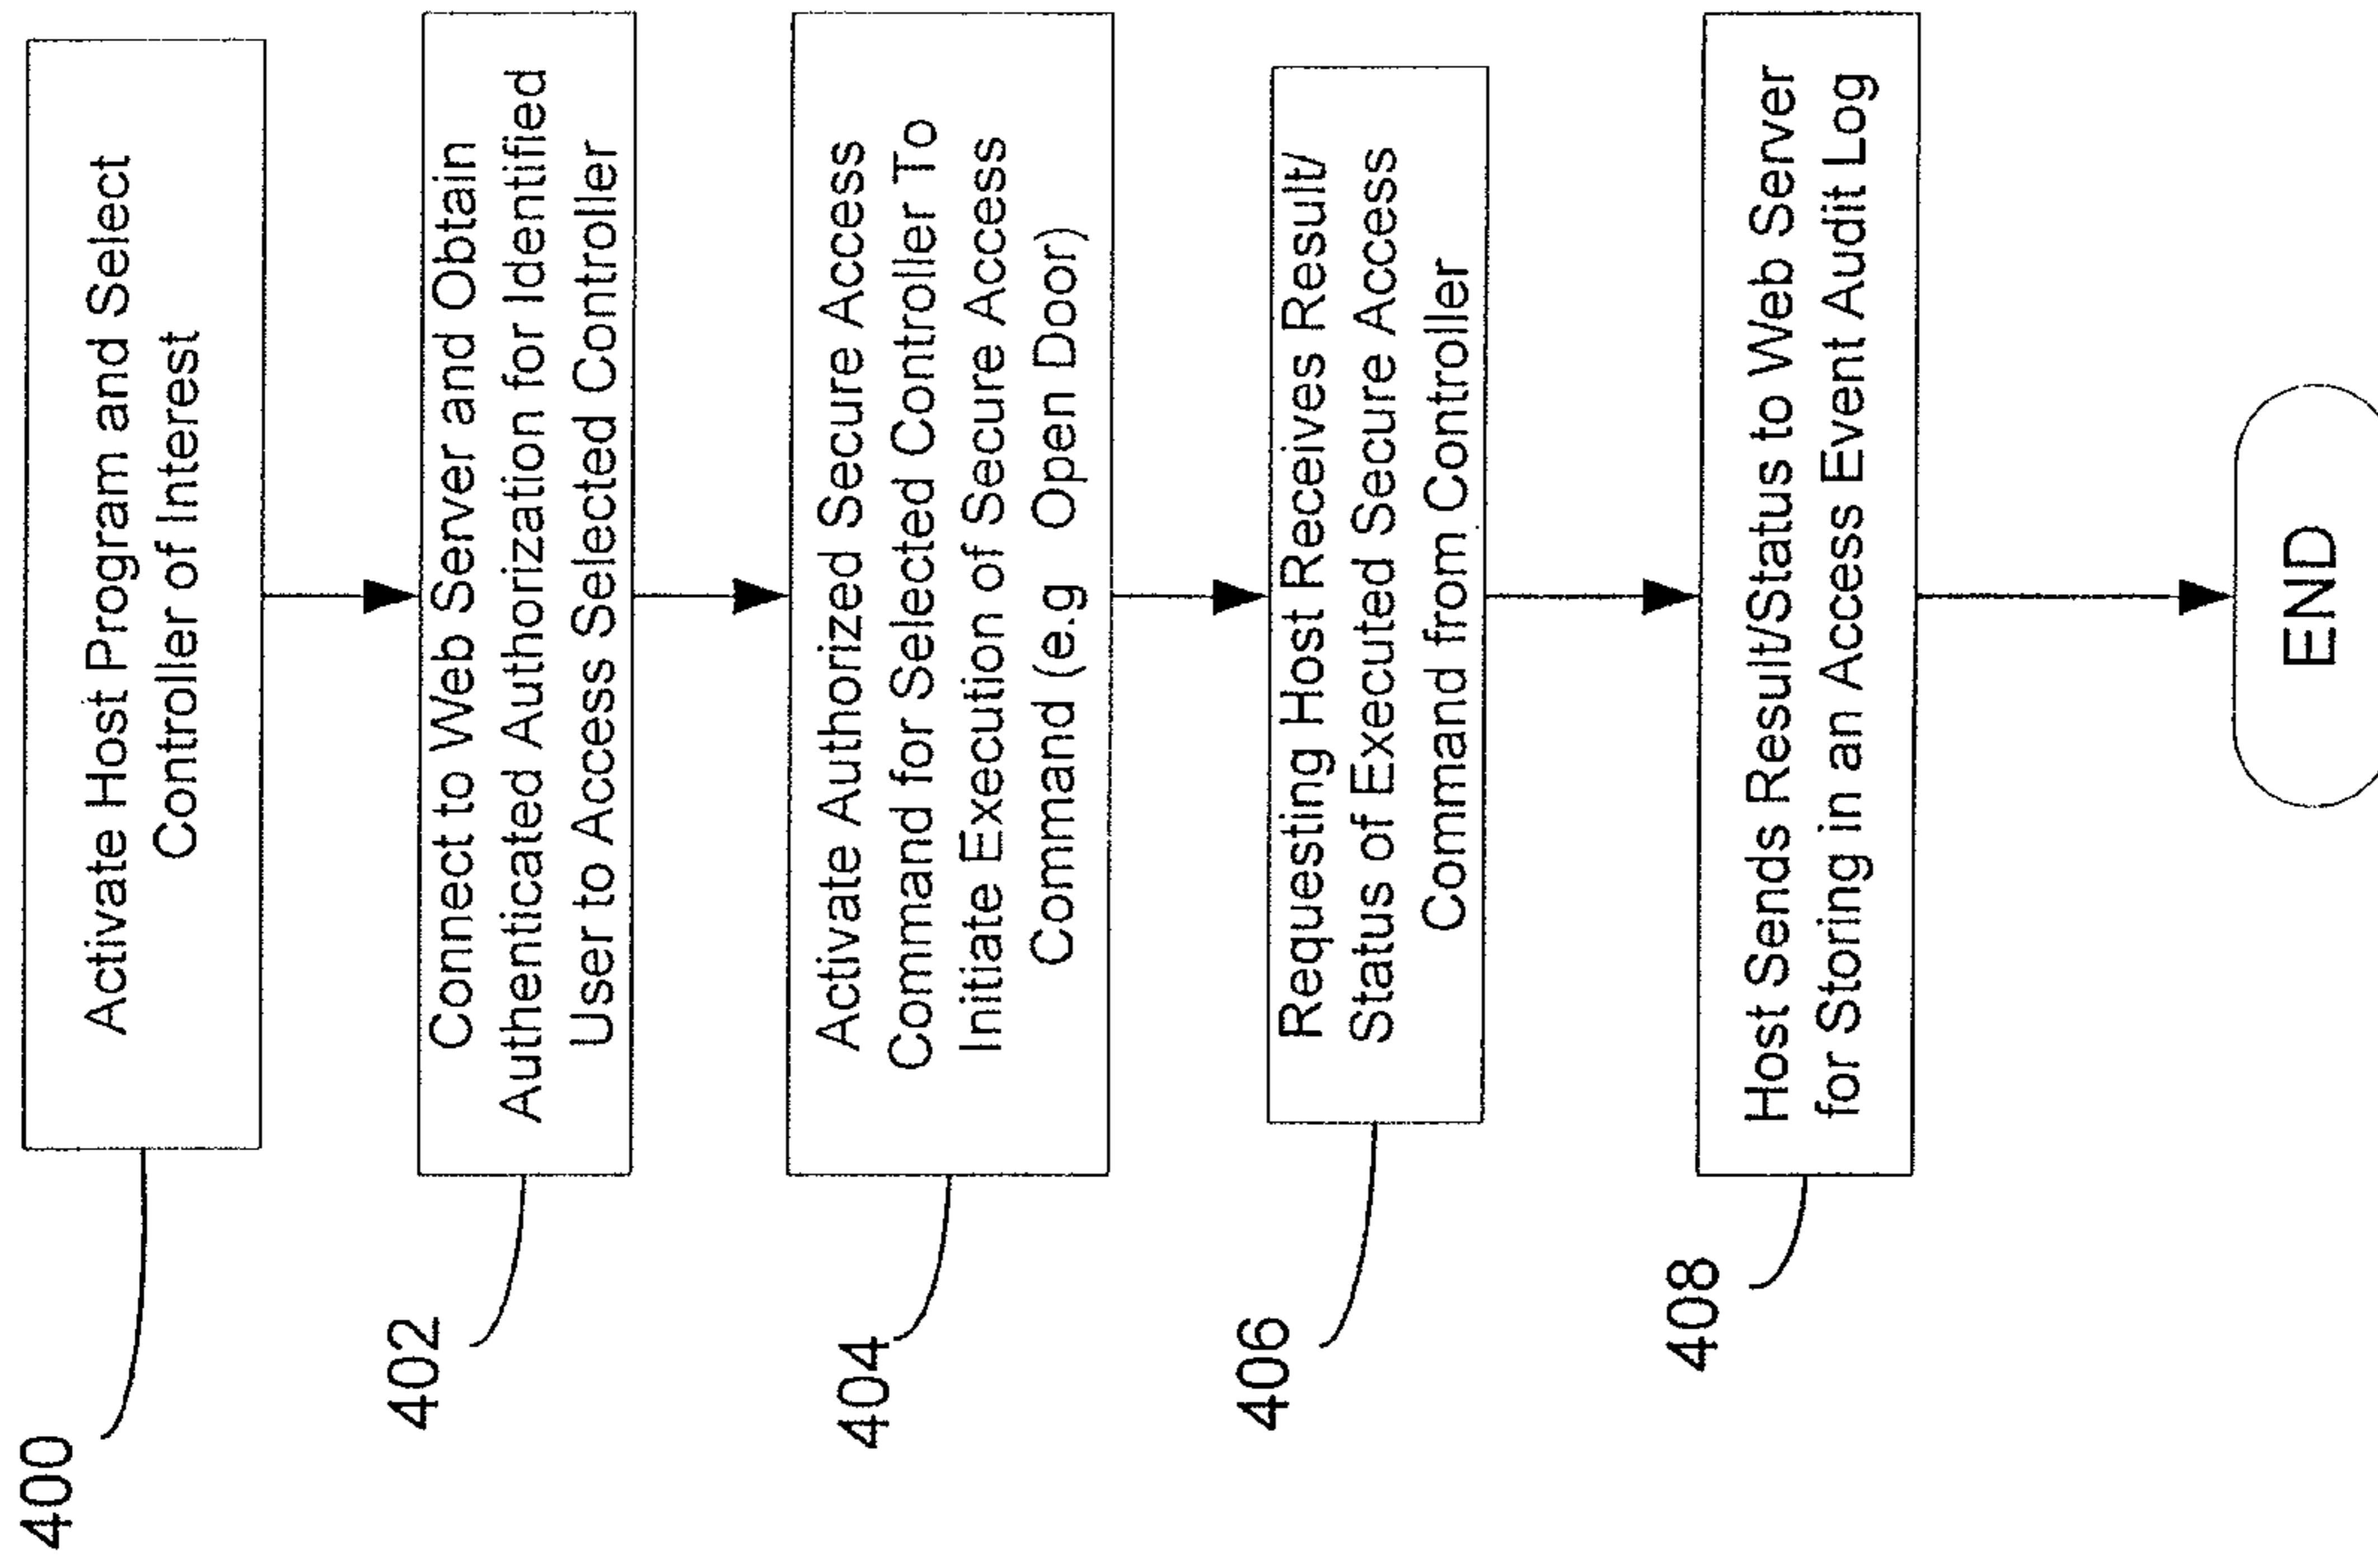 400
Activate Host Program and Select
Controller of Interest
402
Connect to Web Server and Obtain
Authenticated Authorization for Identified
User to Access Selected Controller
404
Activate Authorized Secure Access
Command for Selected Controller To
Initiate Execution of Secure Access
Command (e.g Open Door)
406
Requesting Host Receives Result/
Status of Executed Secure Access
Command from Controller
408
Host Sends Result/Status to Web Server
for Storing in an Access Event Audit Log
END